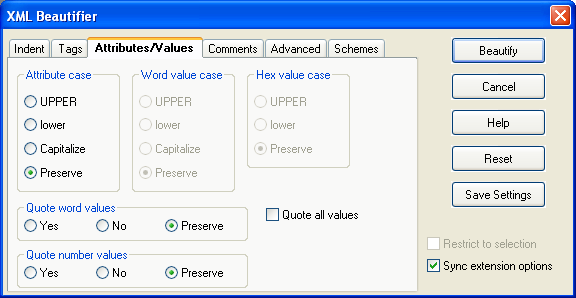 XML Beautifier
Indent Tags Attributes/Values Comments Advanced Schemes
Attribute case
UPPER
lower
Capitalize
Preserve
Word value case
UPPER
lower
Capitalize
Preserve
Hex value case
UPPER
lower
Preserve
Quote word values
Yes No Preserve
Quote all values
Quote number values
Yes No Preserve
Beautify
Cancel
Help
Reset
Save Settings
Restrict to selection
Sync extension options